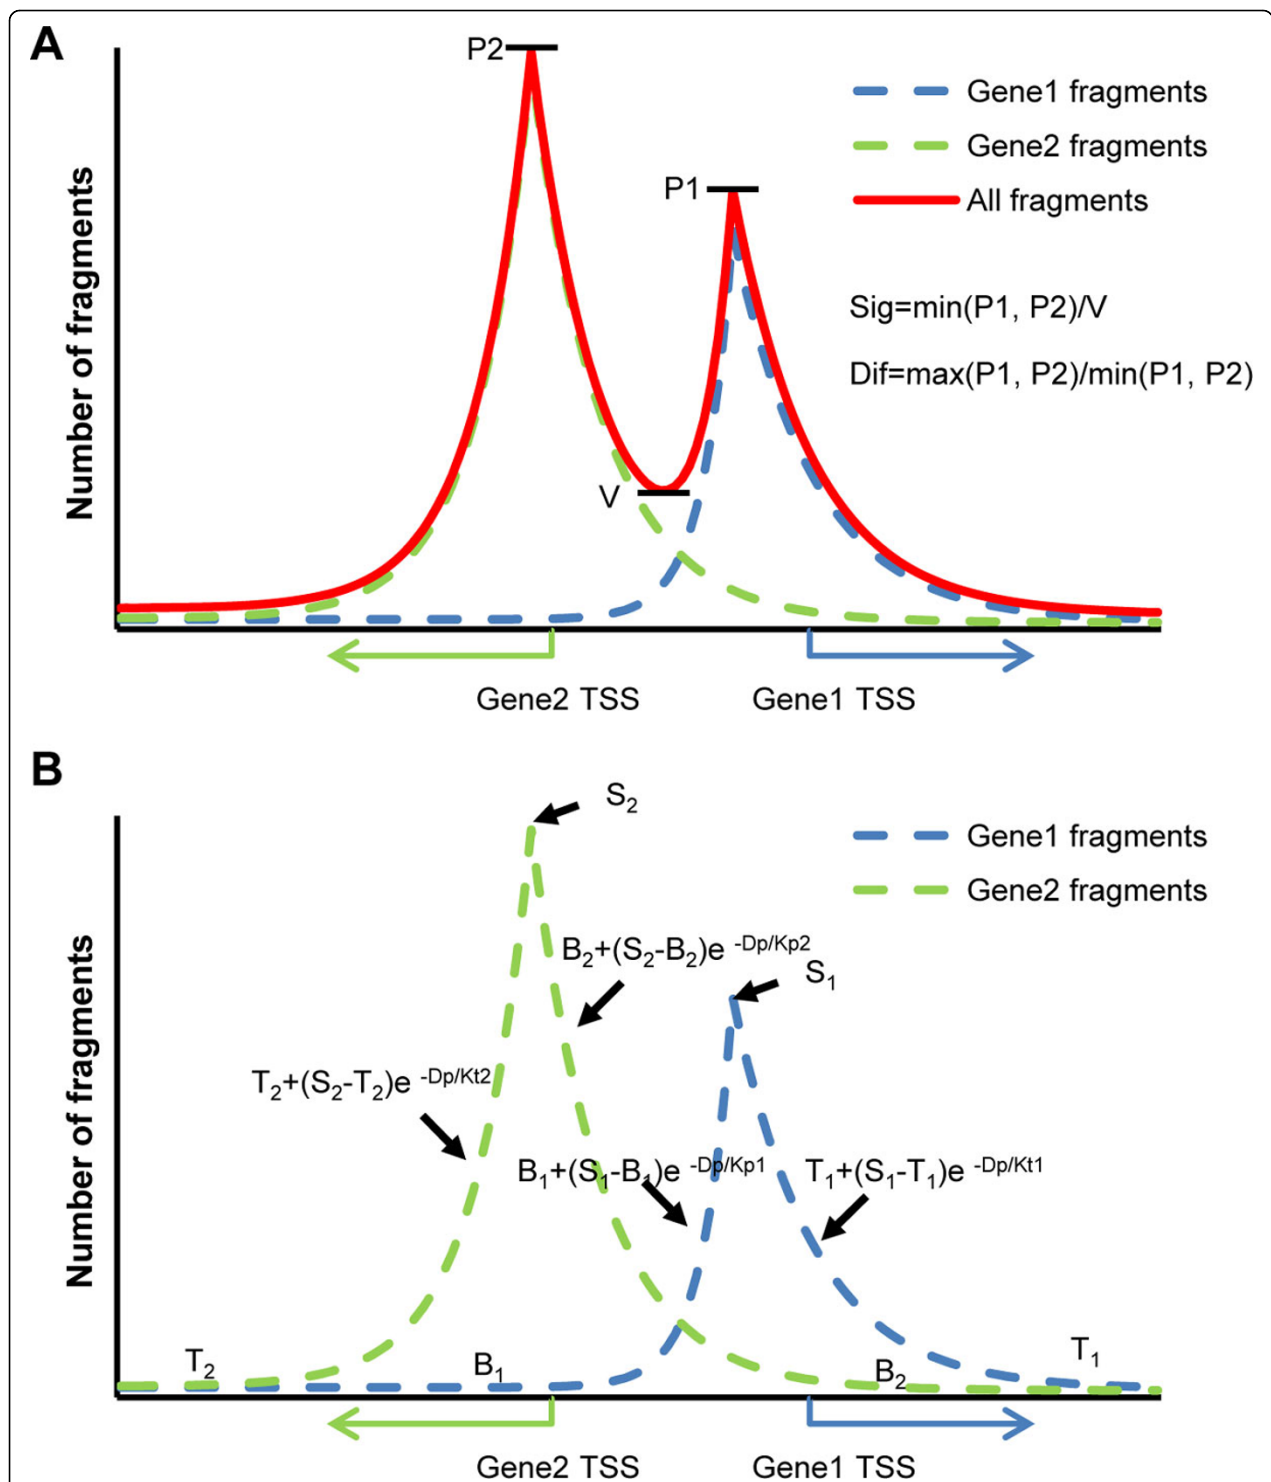 A
P2
Gene1 fragments
Gene2 fragments
P1
All fragments
Number of fragments
Sig=min(P1, P2)/V
Dif=max(P1, P2)/min(P1, P2)
V
Gene2 TSS
Gene1 TSS
B
S2
Gene1 fragments
Gene2 fragments
B2+(S2-B2)e -Dp/Kp2
S1
Number of fragments
T2+(S2-T2)e -Dp/Kt2
B1+(S1-B1)e -Dp/Kp1
T1+(S1-T1)e -Dp/Kt1
T2
B1
B2
T1
Gene2 TSS
Gene1 TSS